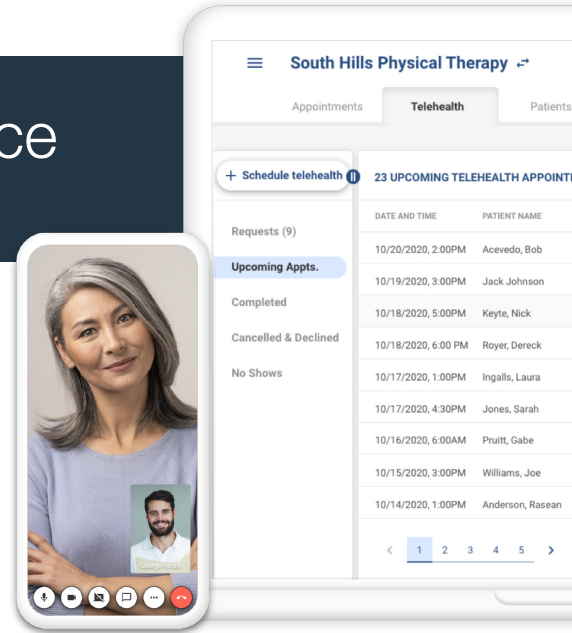 ce
South Hills Physical Therapy
Appointments Telehealth Patients
+ Schedule telehealth
23 UPCOMING TELEHEALTH APPOINT
DATE AND TIME PATIENT NAME
Requests (9)
Upcoming Appts.
Completed
Cancelled & Declined
No Shows
10/20/2020, 2:00PM Acevedo, Bob
10/19/2020, 3:00PM Jack Johnson
10/18/2020, 5:00PM Keyte, Nick
10/18/2020, 6:00 PM Royer, Dereck
10/17/2020, 1:00PM Ingalls, Laura
10/17/2020, 4:30PM Jones, Sarah
10/16/2020, 6:00AM Pruitt, Gabe
10/15/2020, 3:00PM Williams, Joe
10/14/2020, 1:00PM Anderson, Rasean
< 1 2 3 4 5 >